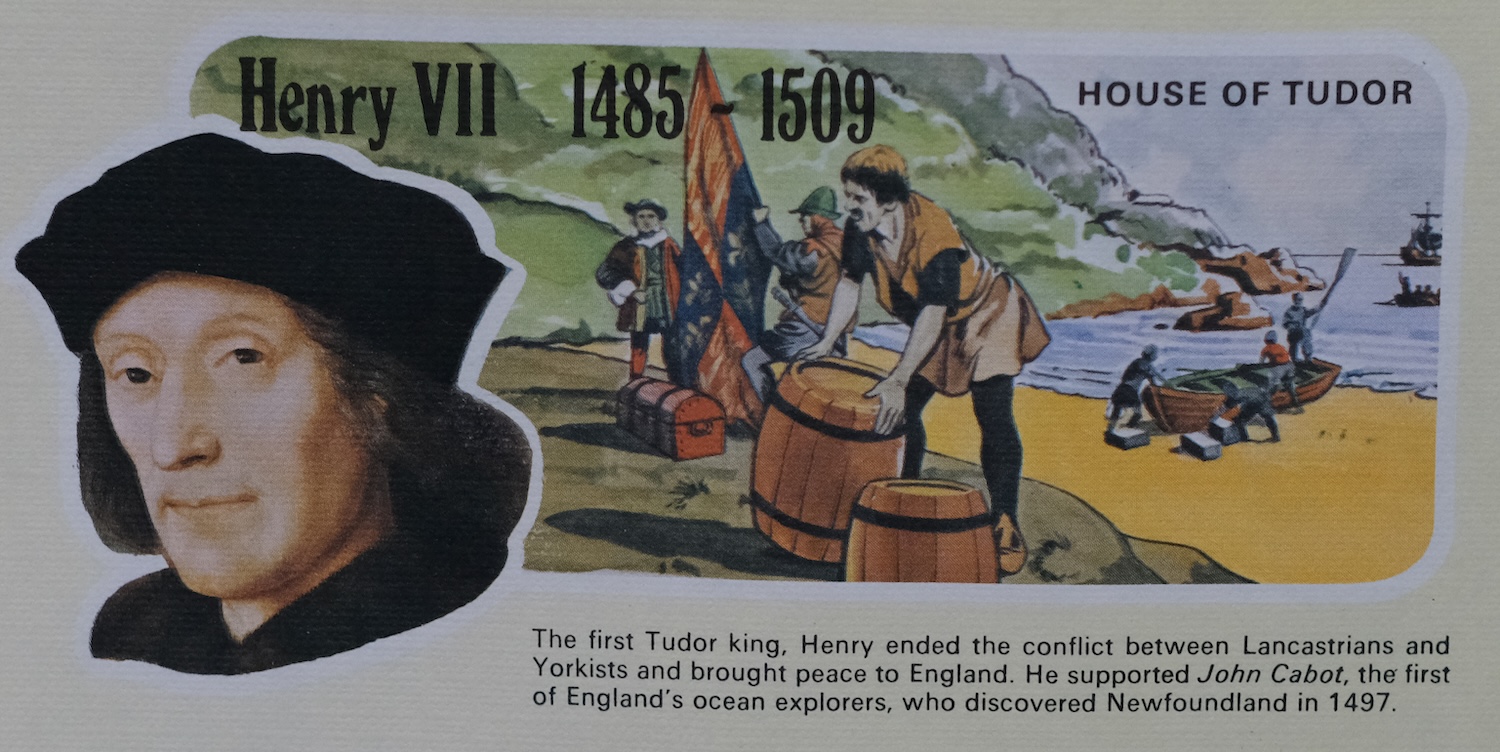 Henry VII 1485 - 1509
HOUSE OF TUDOR
The first Tudor king, Henry ended the conflict between Lancastrians and
Yorkists and brought peace to England. He supported John Cabot, the first
of England's ocean explorers, who discovered Newfoundland in 1497.